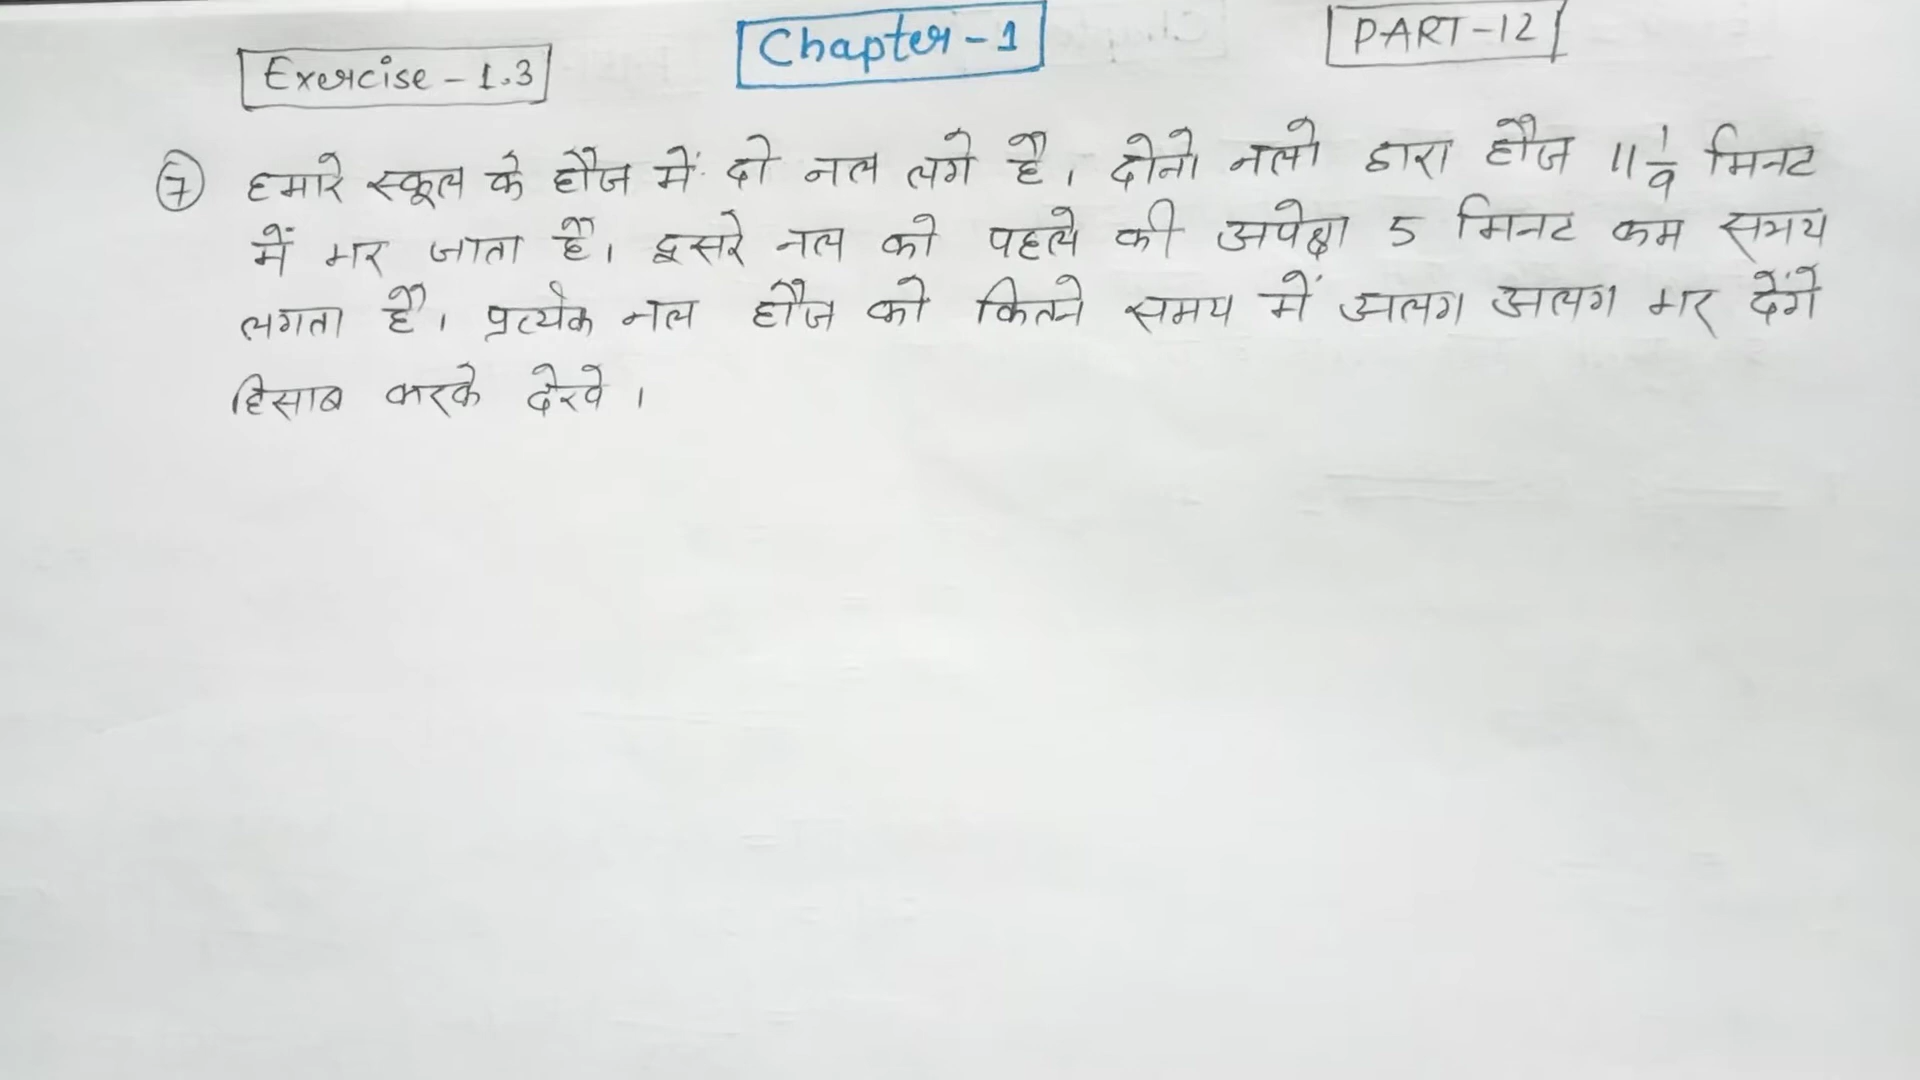 Chapter - 1
PART-12
Exercise - 1.3
⑦ हमारे स्कूल के हौज में दो नल लगे है। दोनो नलो द्वारा हौज 11 1/9 मिनट
में भर जाता है। दूसरे नल को पहले की अपेक्षा 5 मिनट कम समय
लगता है। प्रत्येक नल हौज को कितने समय में अलग अलग भर देंगे
हिसाब करके देखे।